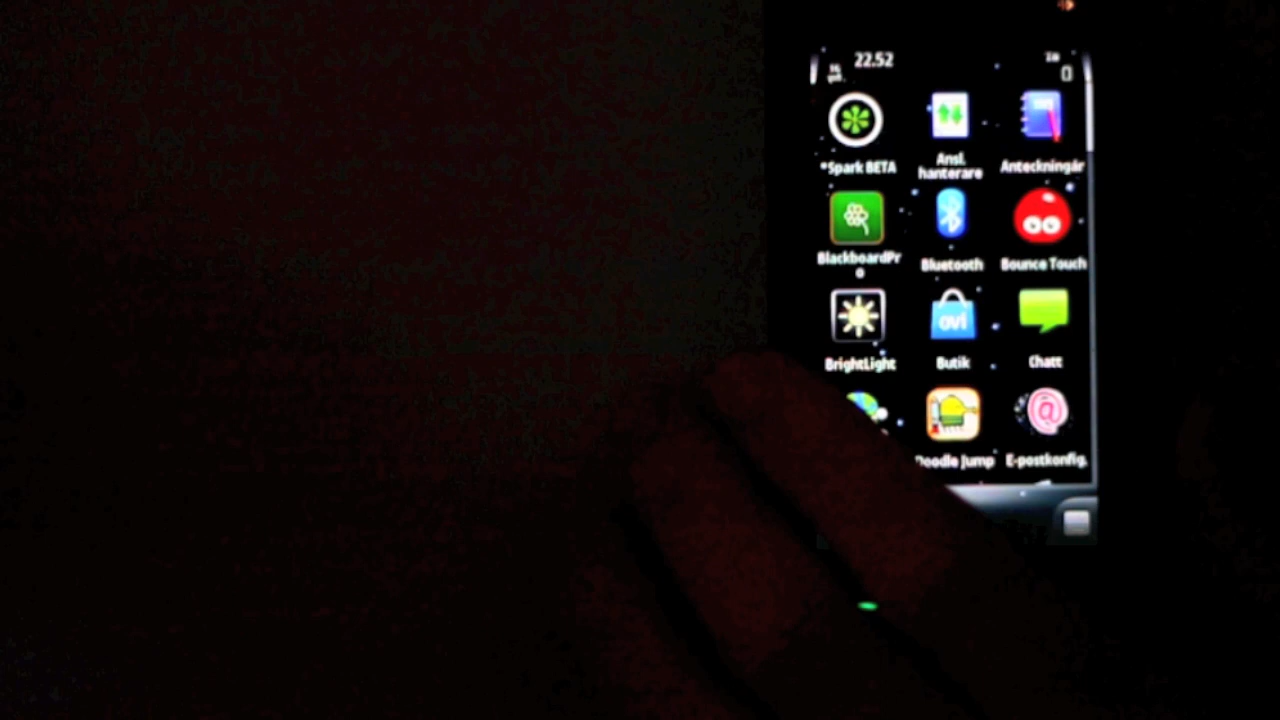 22.52
*Spark BETA
Ansl.
hanterare
Anteckningar
BlackboardPr
o
Bluetooth
Bounce Touch
BrightLight
ovi
Butik
Chatt
@
Doodle Jump
E-postkonfig.